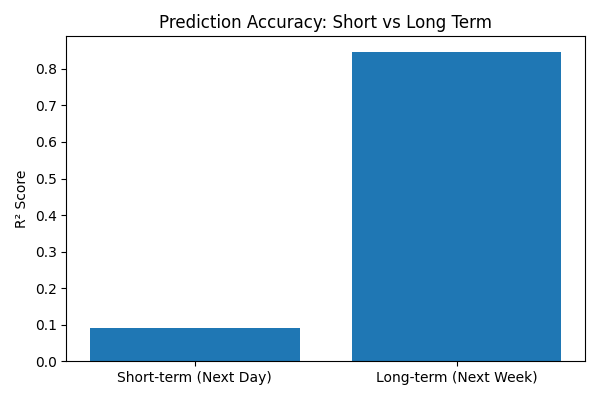 Prediction Accuracy: Short vs Long Term
R² Score
0.8
0.7
0.6
0.5
0.4
0.3
0.2
0.1
0.0
Short-term (Next Day)
Long-term (Next Week)